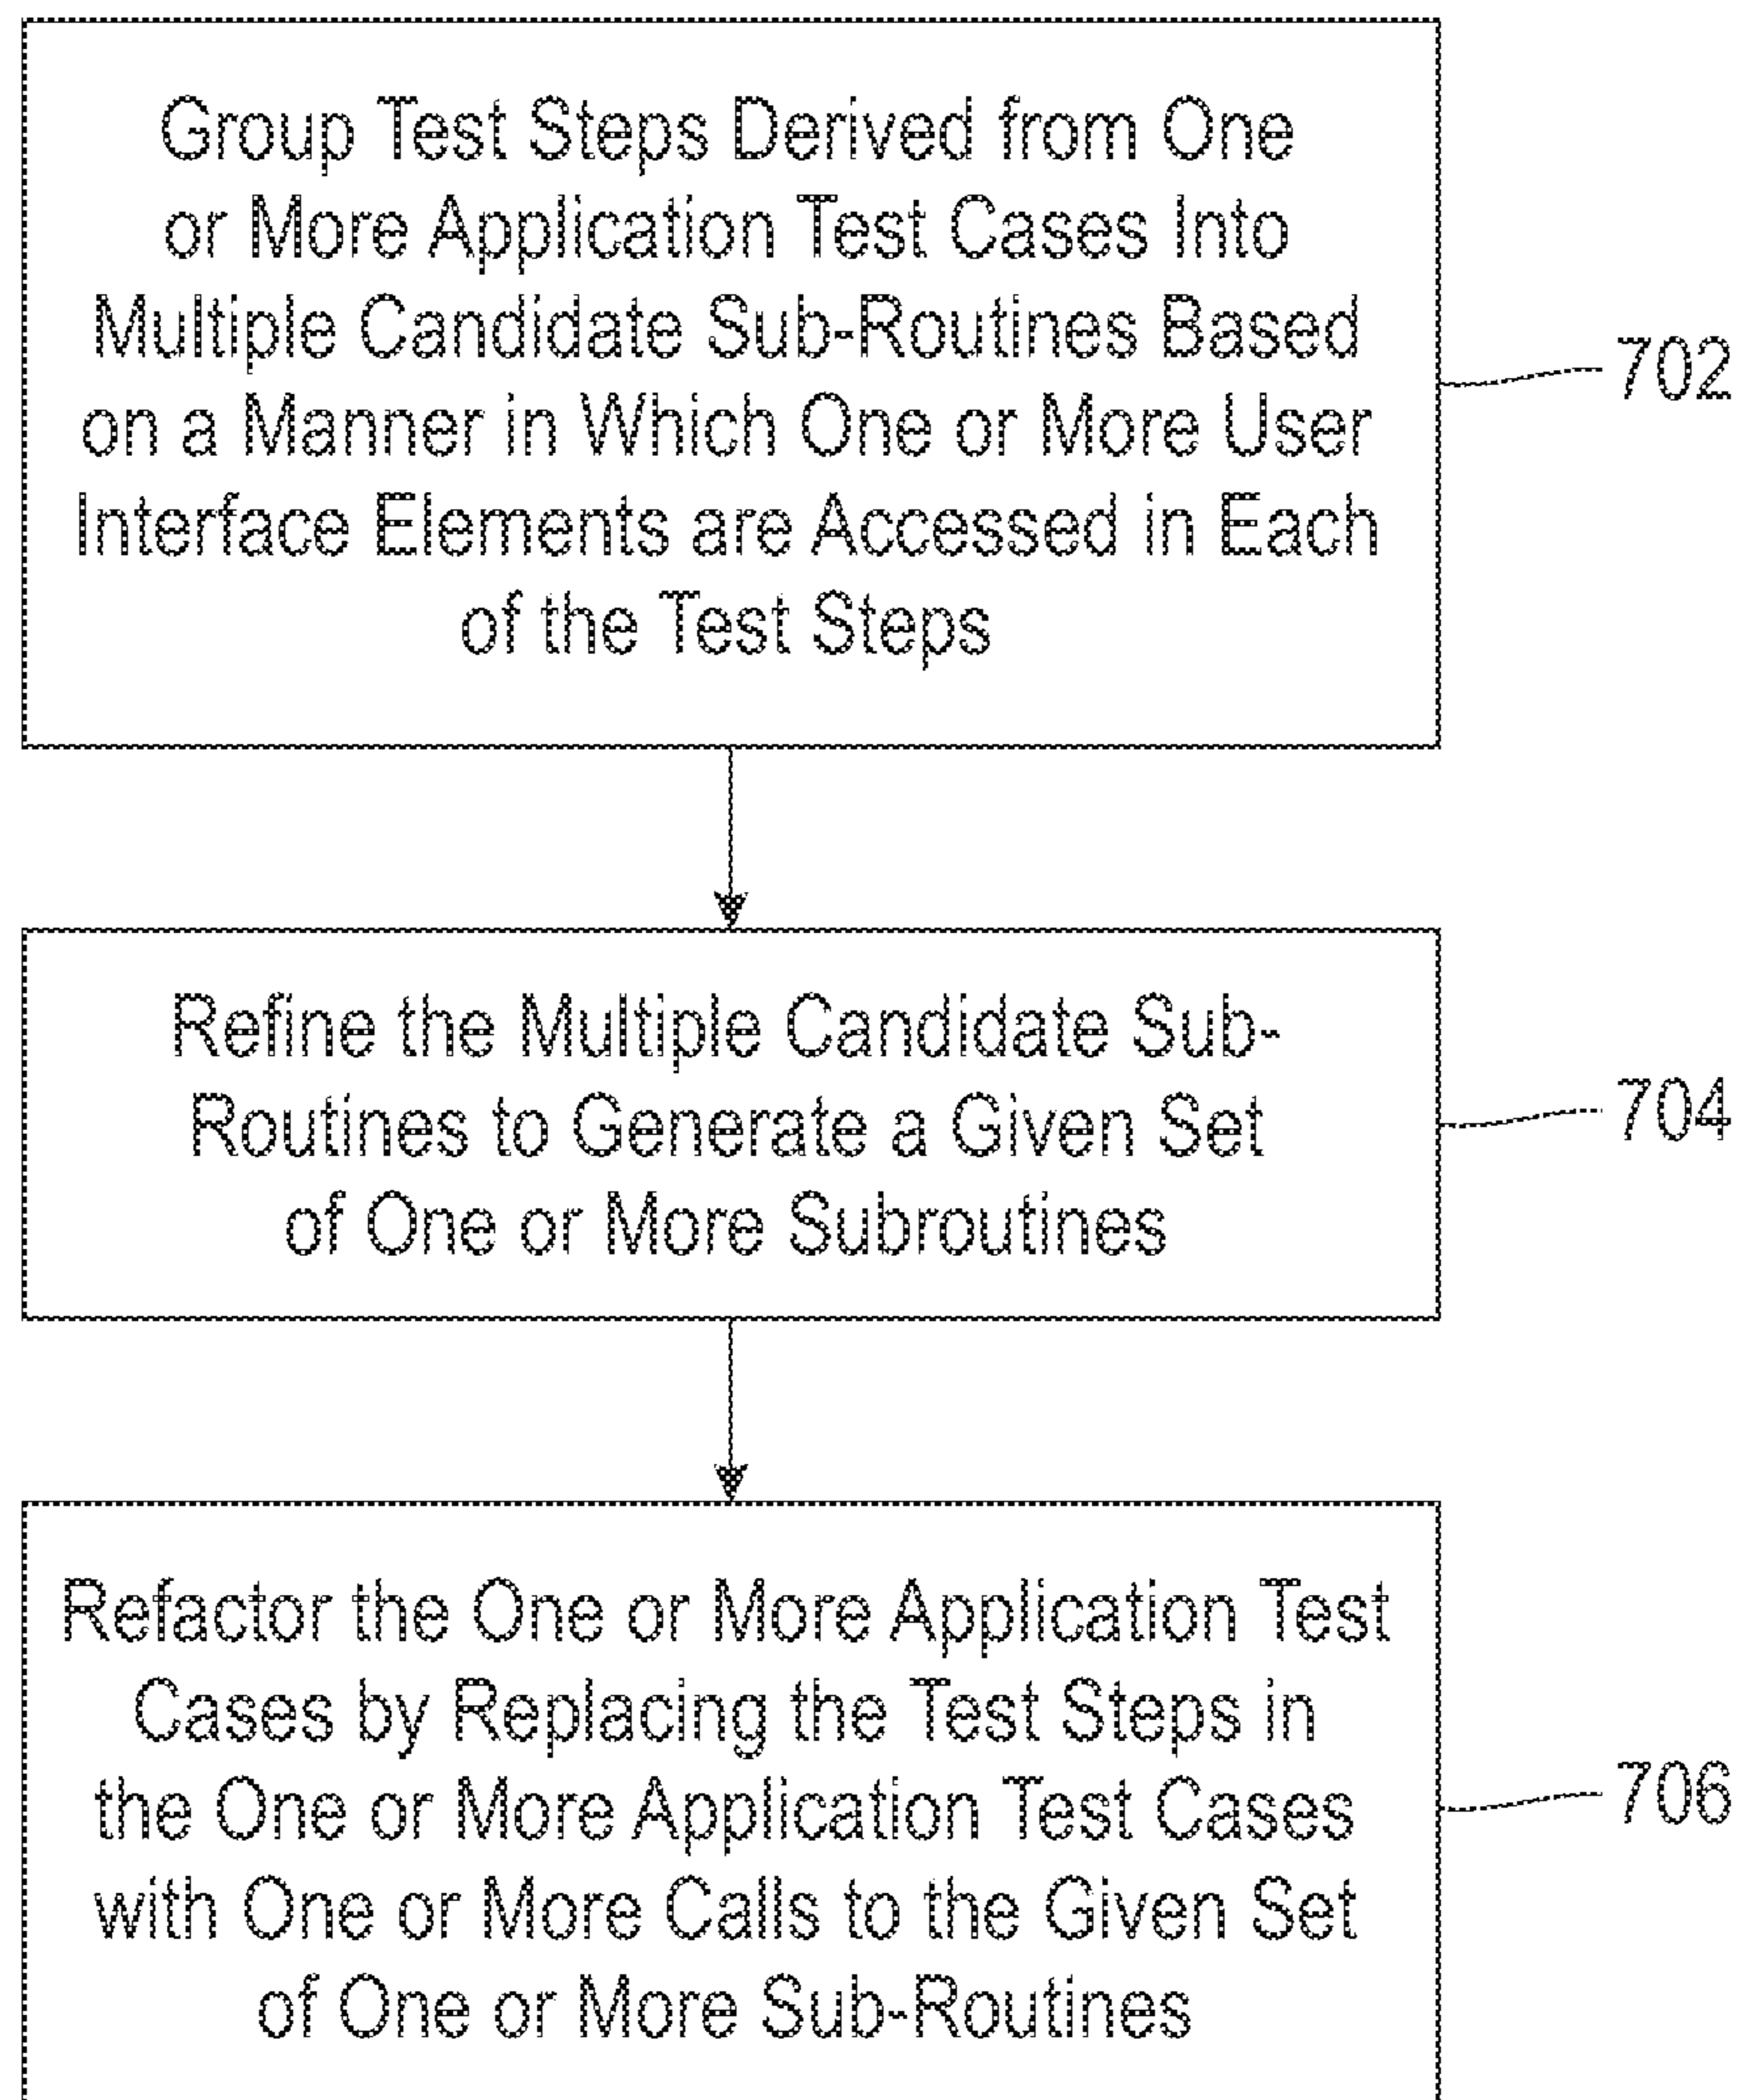 Group Test Steps Derived from One
or More Application Test Cases Into
Multiple Candidate Sub-Routines Based
on a Manner in Which One or More User
Interface Elements are Accessed in Each
of the Test Steps
702
Refine the Multiple Candidate Sub-
Routines to Generate a Given Set
of One or More Subroutines
704
Refactor the One or More Application Test
Cases by Replacing the Test Steps in
the One or More Application Test Cases
with One or More Calls to the Given Set
of One or More Sub-Routines
706